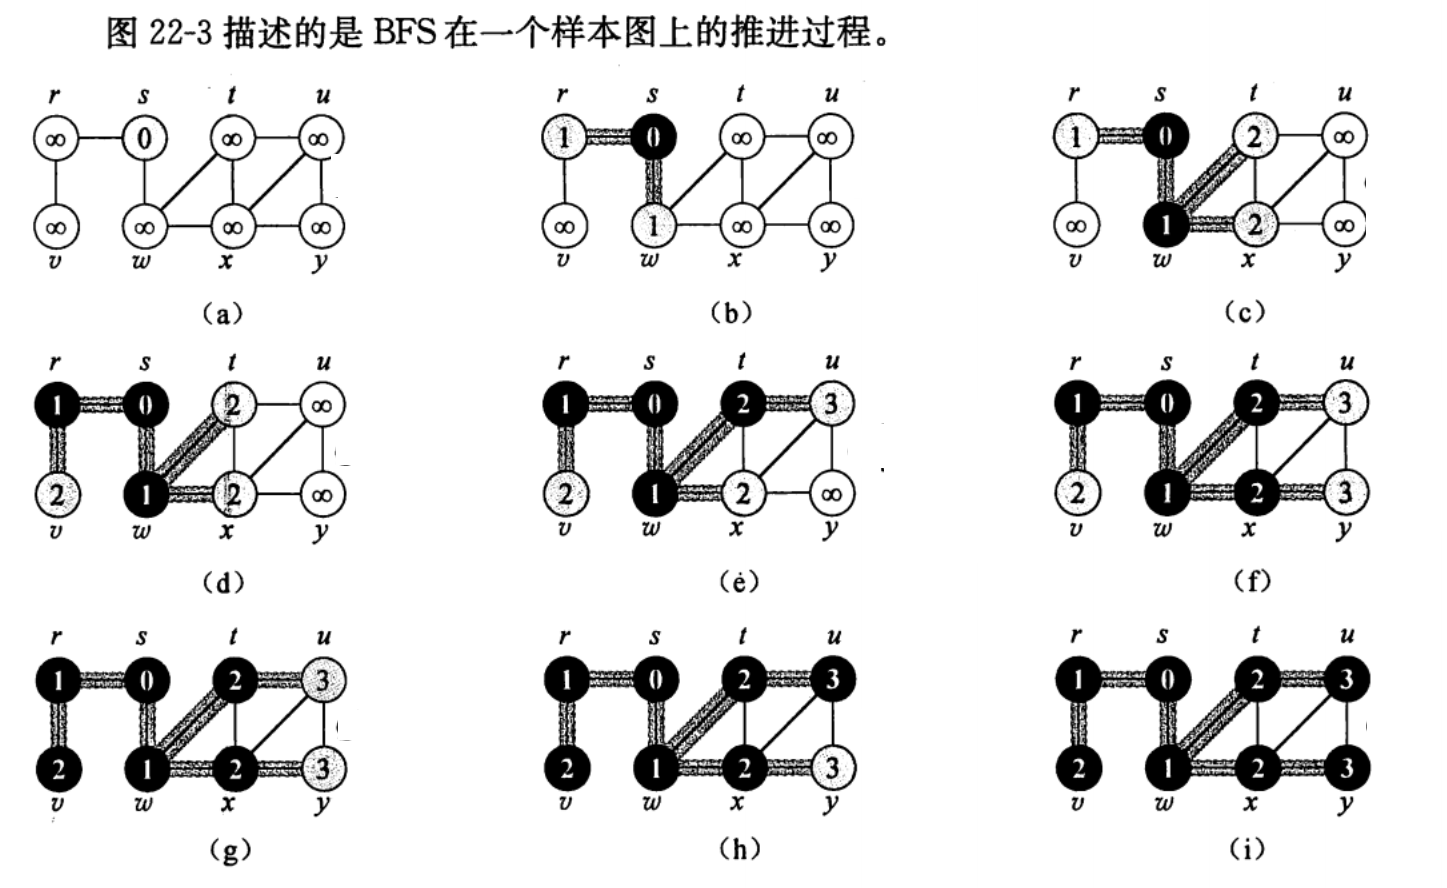 图 22-3 描述的是 BFS 在一个样本图上的推进过程。
r s t u
∞ 0 ∞ ∞
∞ ∞ ∞ ∞
v w x y
(a)
r s t u
1 0 ∞ ∞
∞ 1 ∞ ∞
v w x y
(b)
r s t u
1 0 2 ∞
∞ 1 2 ∞
v w x y
(c)
r s t u
1 0 2 ∞
2 1 2 ∞
v w x y
(d)
r s t u
1 0 2 3
2 1 2 ∞
v w x y
(e)
r s t u
1 0 2 3
2 1 2 3
v w x y
(f)
r s t u
1 0 2 3
2 1 2 3
v w x y
(g)
r s t u
1 0 2 3
2 1 2 3
v w x y
(h)
r s t u
1 0 2 3
2 1 2 3
v w x y
(i)